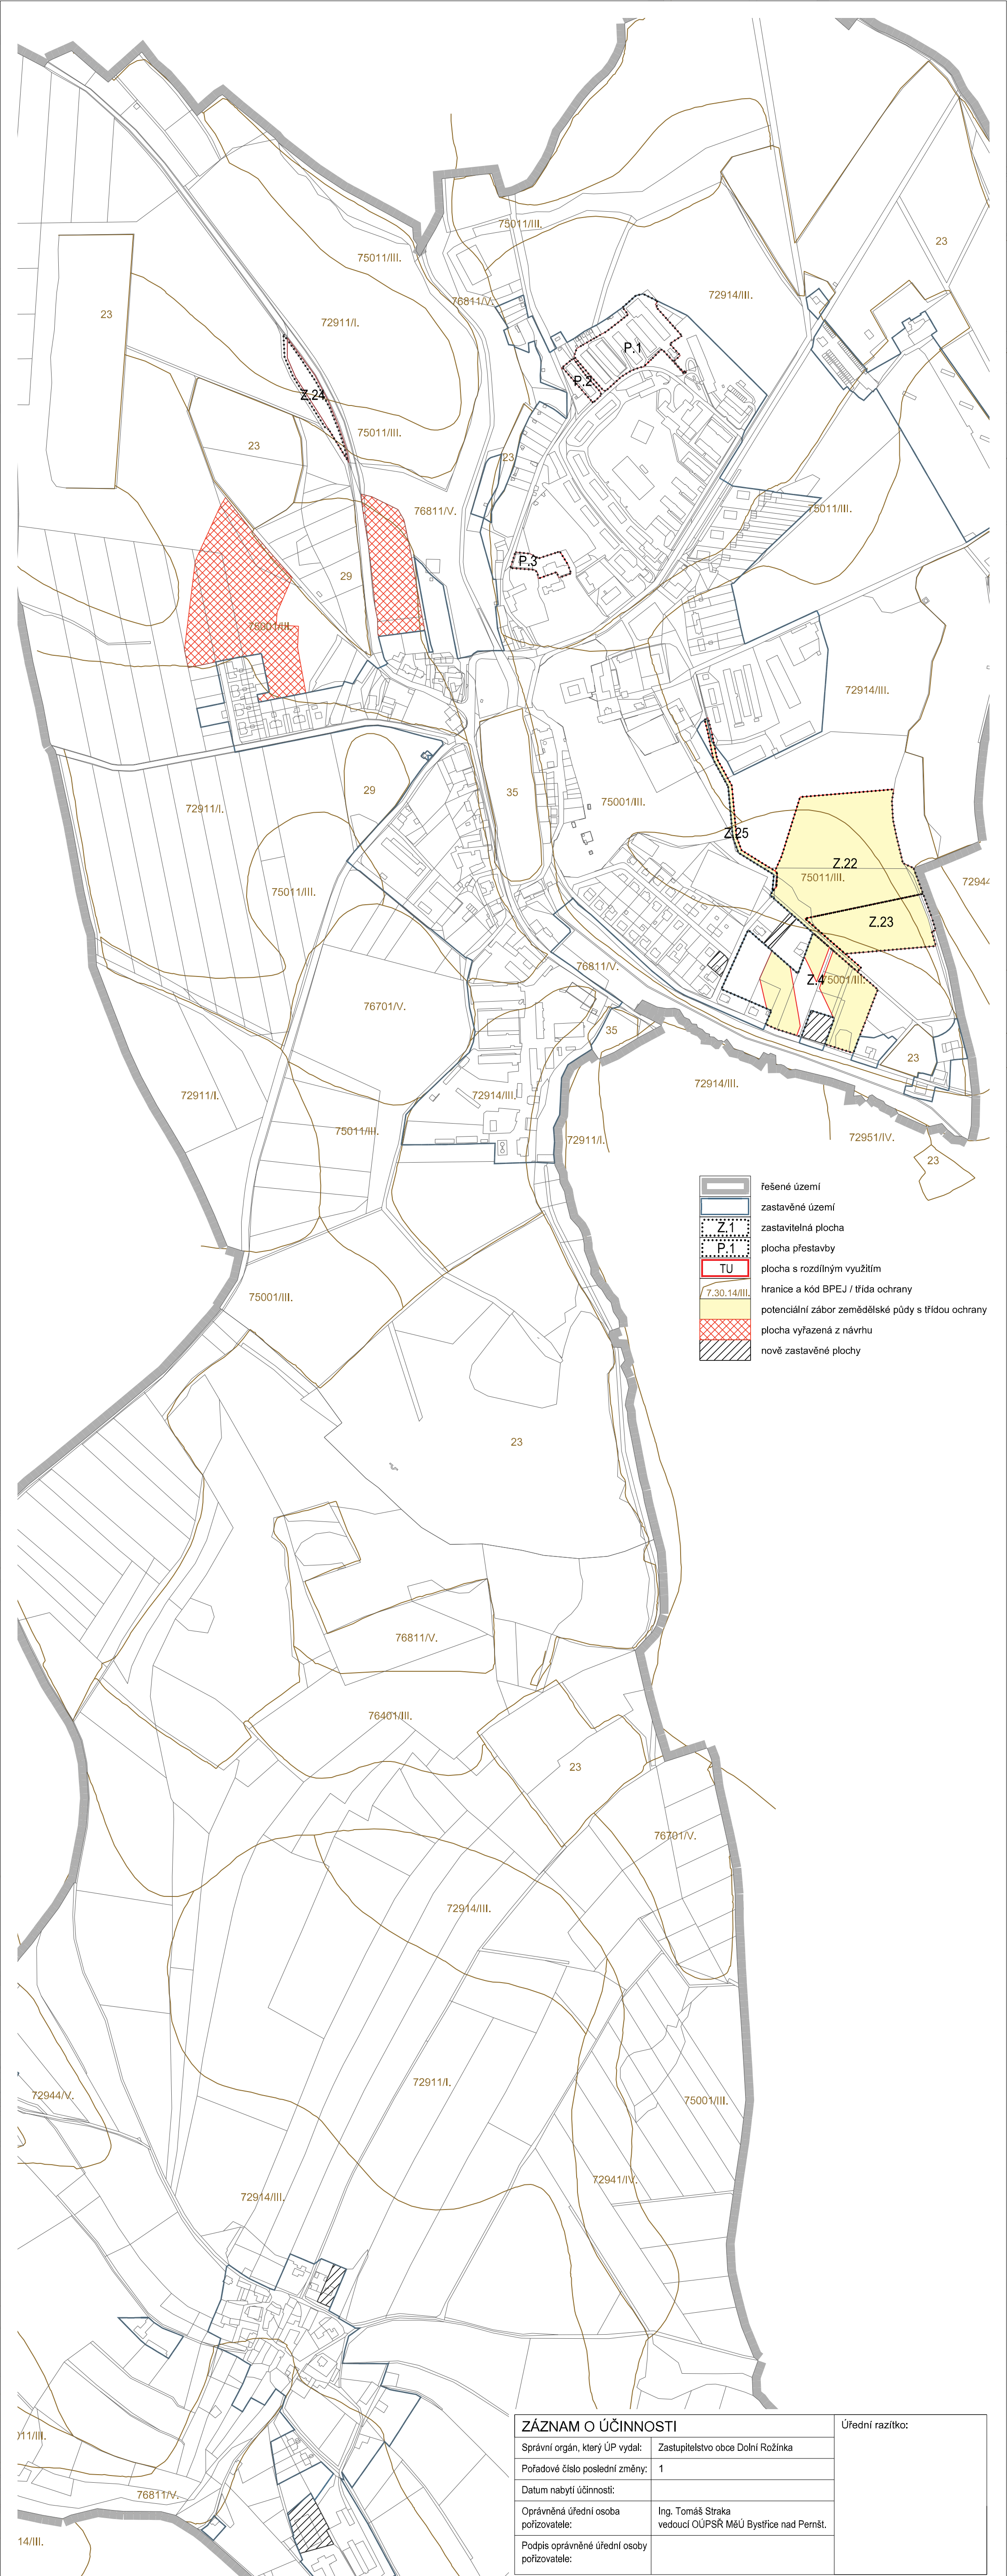 75011/III.
23
75011/III.
76811/V.
72914/III.
23
72911/I.
P.1
P.2
Z.24
75011/III.
23
23
76811/V.
75011/III.
P.3
29
75001/III.
72914/III.
29
35
75001/III.
72911/I.
Z.25
Z.22
75011/III.
72944
75011/III.
Z.23
76811/V.
Z.4
75001/III.
76701/V.
35
23
72914/III.
72911/I.
72914/III.
75011/III.
72911/I.
72951/IV.
23
řešené území
zastavěné území
Z.1 zastavitelná plocha
P.1 plocha přestavby
TU plocha s rozdílným využitím
7.30.14/III. hranice a kód BPEJ / třída ochrany
potenciální zábor zemědělské půdy s třídou ochrany
plocha vyřazená z návrhu
nově zastavěné plochy
75001/III.
23
76811/V.
76401/III.
23
76701/V.
72914/III.
72911/I.
72944/V.
75001/III.
72941/IV.
72914/III.
011/III.
76811/V.
14/III.
ZÁZNAM O ÚČINNOSTI
Úřední razítko:
Správní orgán, který ÚP vydal: Zastupitelstvo obce Dolní Rožínka
Pořadové číslo poslední změny: 1
Datum nabytí účinnosti:
Oprávněná úřední osoba Ing. Tomáš Straka
pořizovatele: vedoucí OÚPSŘ MěÚ Bystřice nad Pernšt.
Podpis oprávněné úřední osoby
pořizovatele: